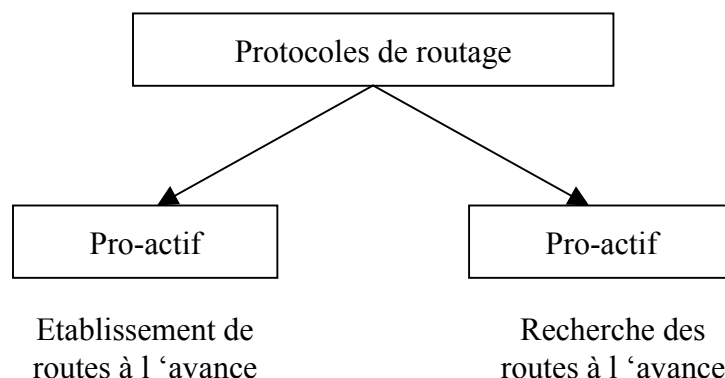 Protocoles de routage
Pro-actif
Pro-actif
Etablissement de
routes à l ‘avance
Recherche des
routes à l ‘avance